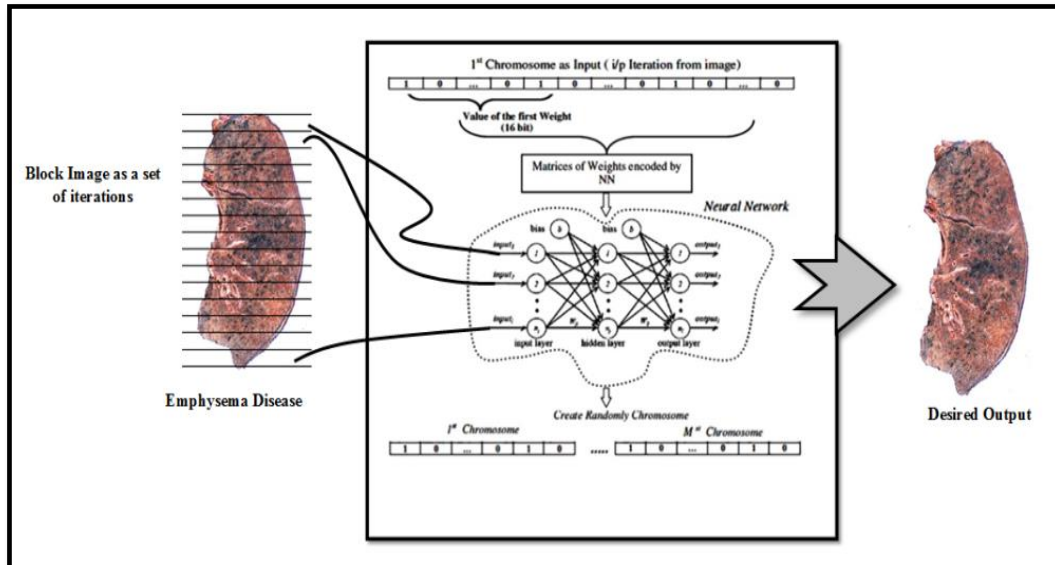 1st Chromosome as Input ( i/p Iteration from image)
1 0 ... 0 1 0 ... 0 1 0 ... 0
Value of the first Weight
(16 bit)
Matrices of Weights encoded by
NN
Neural Network
Block Image as a set
of iterations
bias b bias b
input1 1 1 1 output1
input2 2 2 2 output2
inputi output
input layer hidden layer output layer
Emphysema Disease
Desired Output
Create Randomly Chromosome
1st Chromosome Mst Chromosome
1 0 ... 0 1 0 ..... 1 0 ... 0 1 0